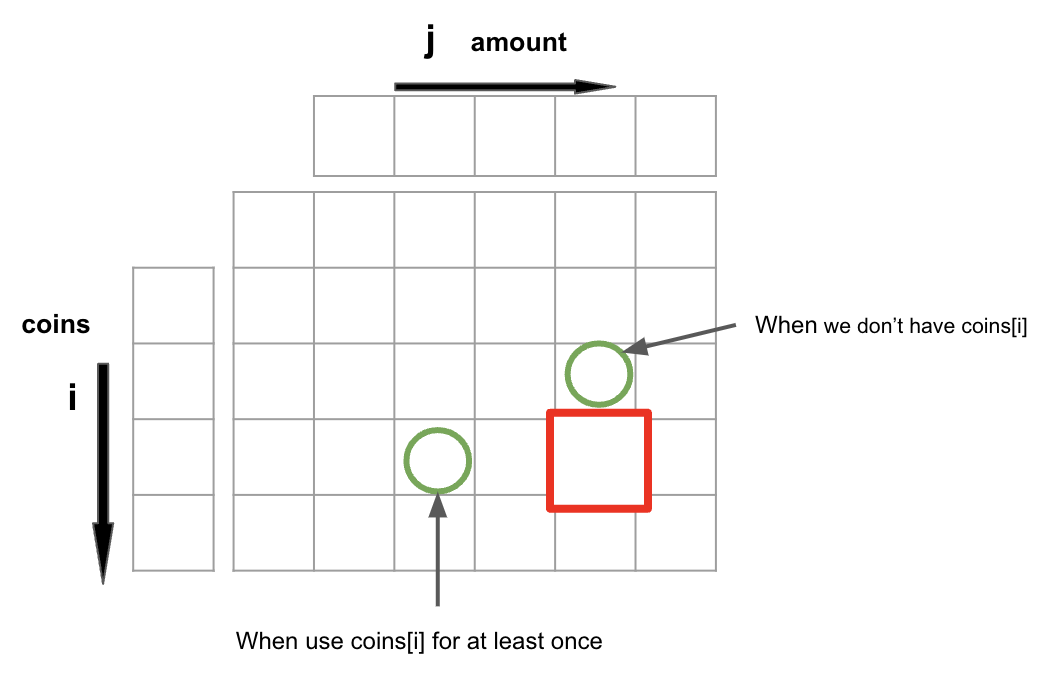 j amount
coins
When we don’t have coins[i]
i
When use coins[i] for at least once